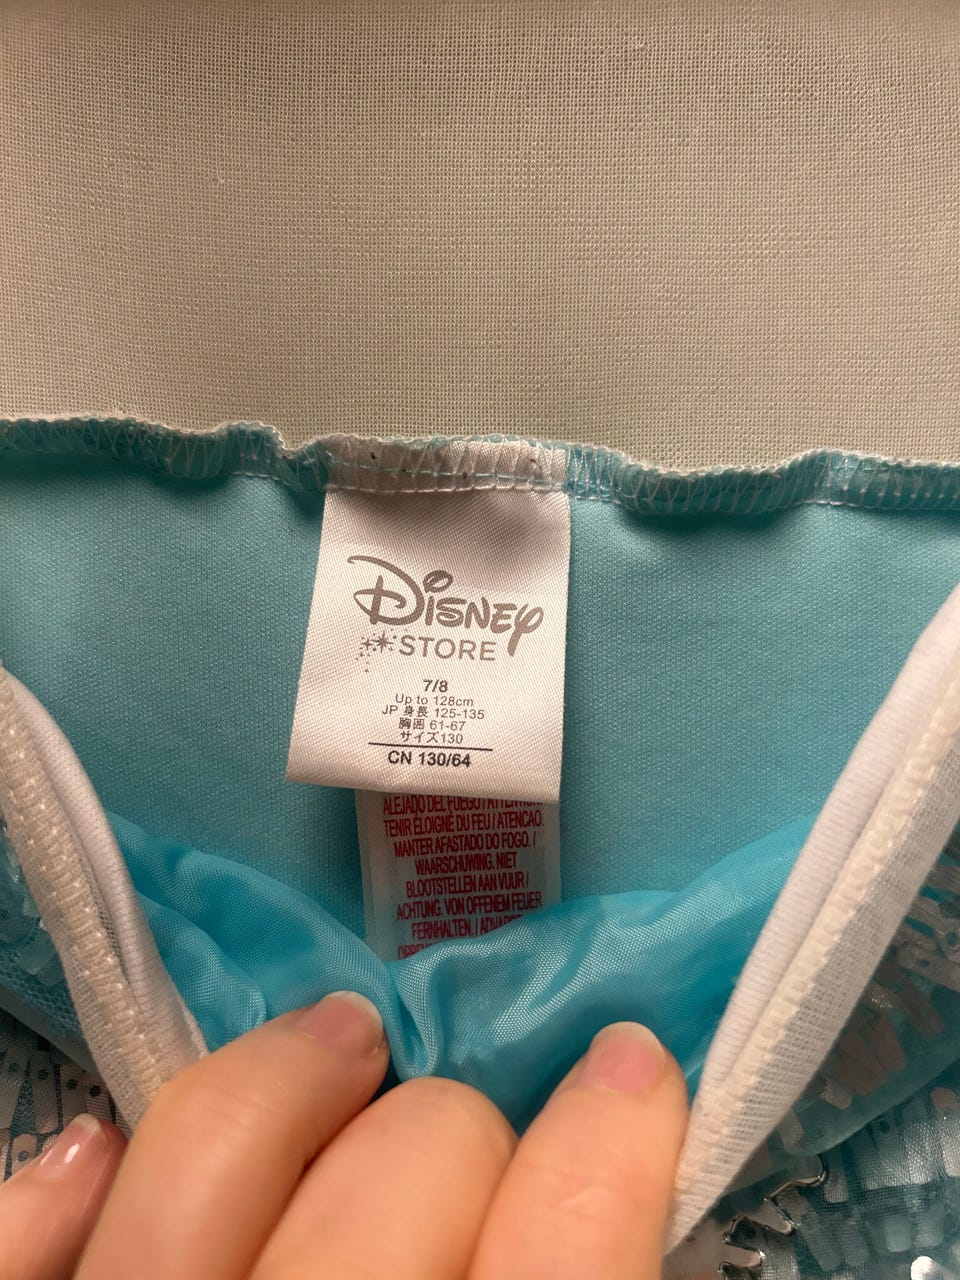 Disney
STORE
7/8
Up to 128cm
JP 身長 125-135
胸囲 61-67
サイズ130
CN 130/64
ALEJADO DEL FUEGO / ATTENTION.
TENIR ÉLOIGNÉ DU FEU / ATENCAO.
MANTER AFASTADO DO FOGO. /
WAARSCHUWING. NIET
BLOOTSTELLEN AAN VUUR /
ACHTUNG. VON OFFENEM FEUER
FERNHALTEN. /